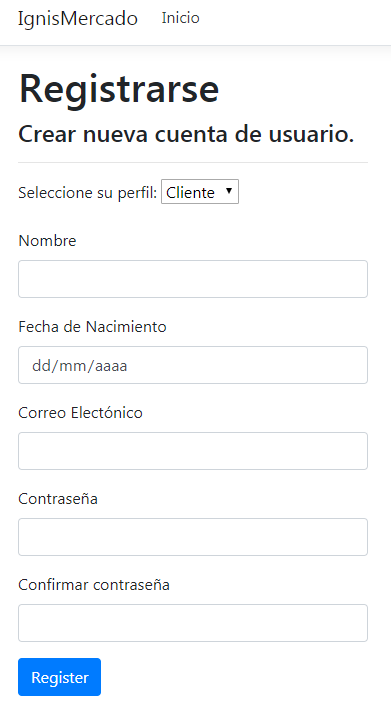 IgnisMercado Inicio
Registrarse
Crear nueva cuenta de usuario.
Seleccione su perfil: Cliente
Nombre
Fecha de Nacimiento
dd/mm/aaaa
Correo Electónico
Contraseña
Confirmar contraseña
Register